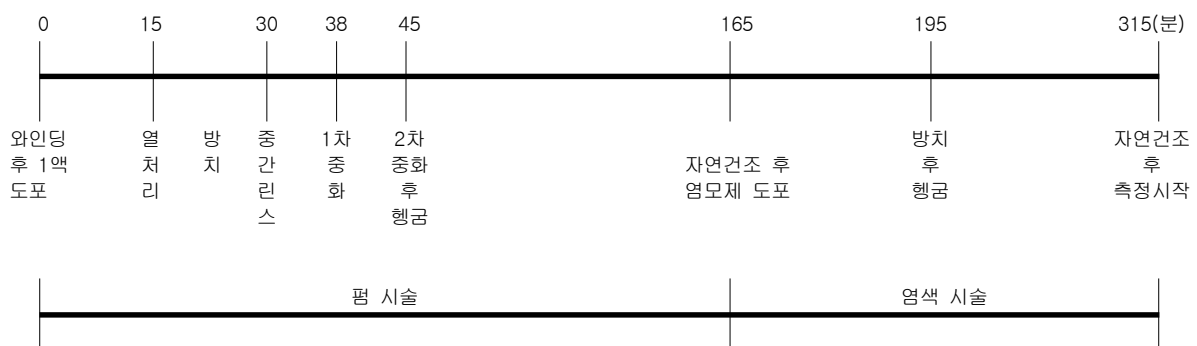 0 15 30 38 45 165 195 315(분)
와인딩 후 1액 도포
열처리
방치
중간린스
1차 중화
2차 중화 후 헹굼
자연건조 후 염모제 도포
방치 후 헹굼
자연건조 후 측정시작
펌 시술 염색 시술